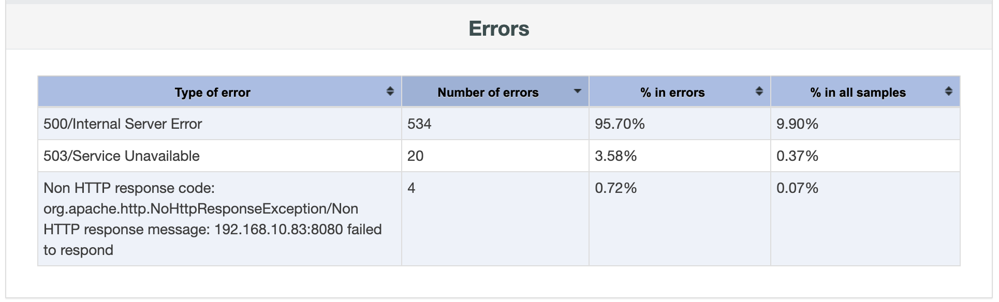 Errors
Type of error Number of errors % in errors % in all samples
500/Internal Server Error 534 95.70% 9.90%
503/Service Unavailable 20 3.58% 0.37%
Non HTTP response code: 4 0.72% 0.07%
org.apache.http.NoHttpResponseException/Non
HTTP response message: 192.168.10.83:8080 failed
to respond